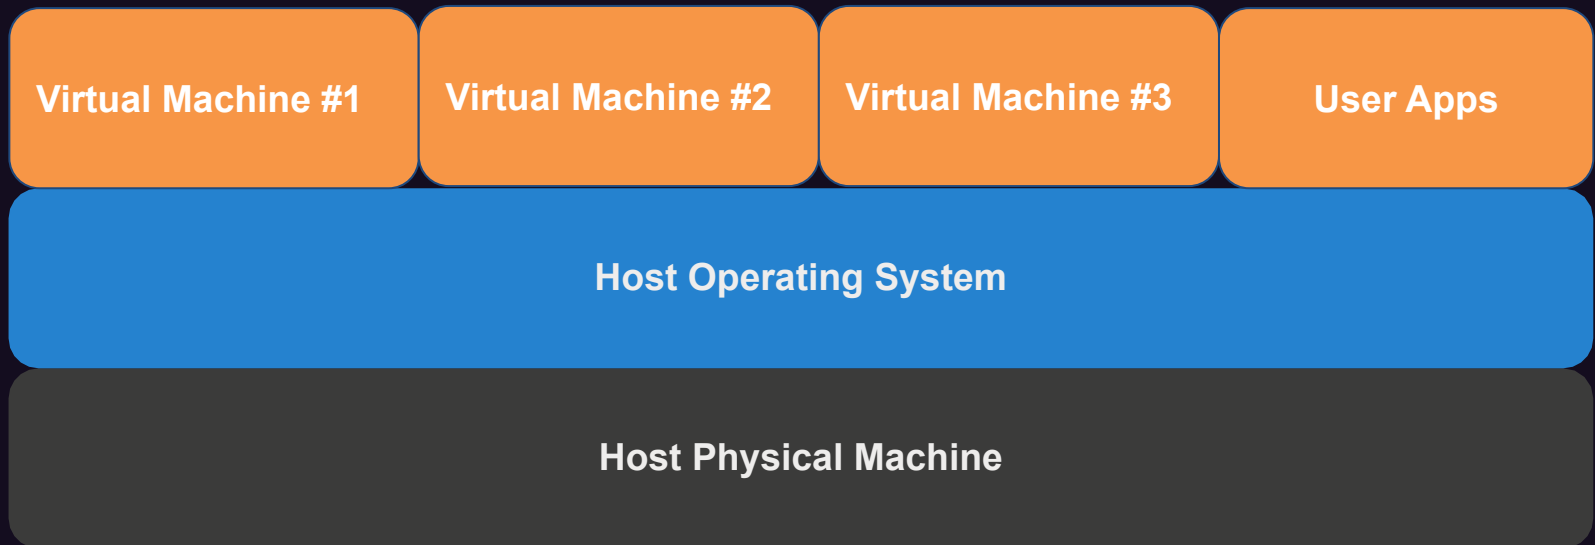 Virtual Machine #1
Virtual Machine #2
Virtual Machine #3
User Apps
Host Operating System
Host Physical Machine